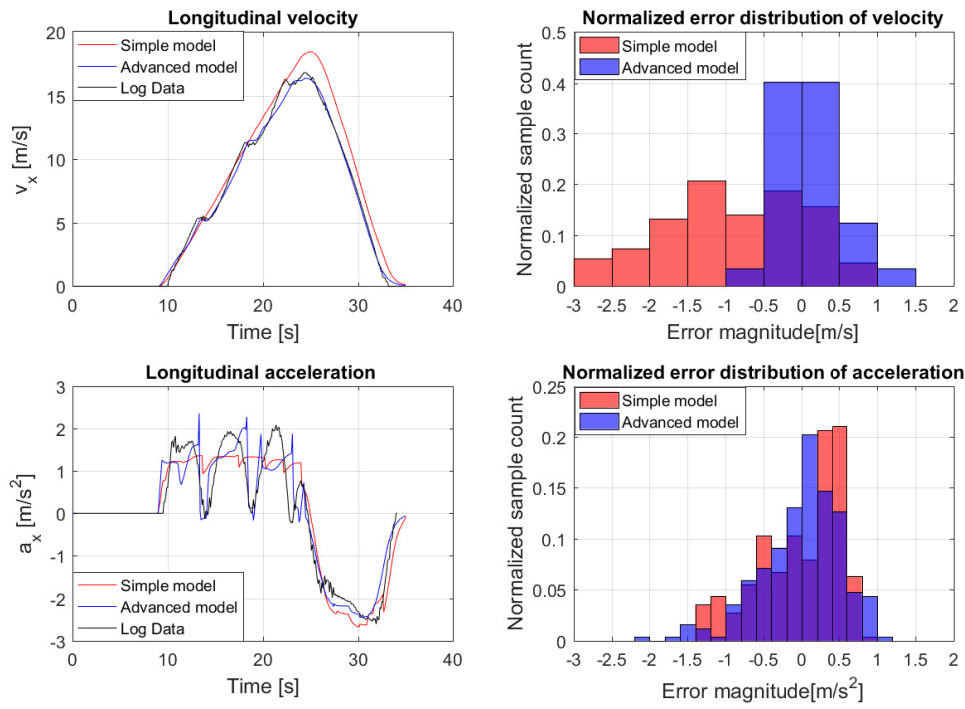 Longitudinal velocity
20
15
10
5
0
0
10
20
30
40
v_x [m/s]
Time [s]
Simple model
Advanced model
Log Data
Normalized error distribution of velocity
0.5
0.4
0.3
0.2
0.1
0
-3
-2.5
-2
-1.5
-1
-0.5
0
0.5
1
1.5
2
Normalized sample count
Error magnitude[m/s]
Simple model
Advanced model
Longitudinal acceleration
3
2
1
0
-1
-2
-3
0
10
20
30
40
a_x [m/s²]
Time [s]
Simple model
Advanced model
Log Data
Normalized error distribution of acceleration
0.25
0.2
0.15
0.1
0.05
0
-3
-2.5
-2
-1.5
-1
-0.5
0
0.5
1
1.5
2
Normalized sample count
Error magnitude[m/s²]
Simple model
Advanced model